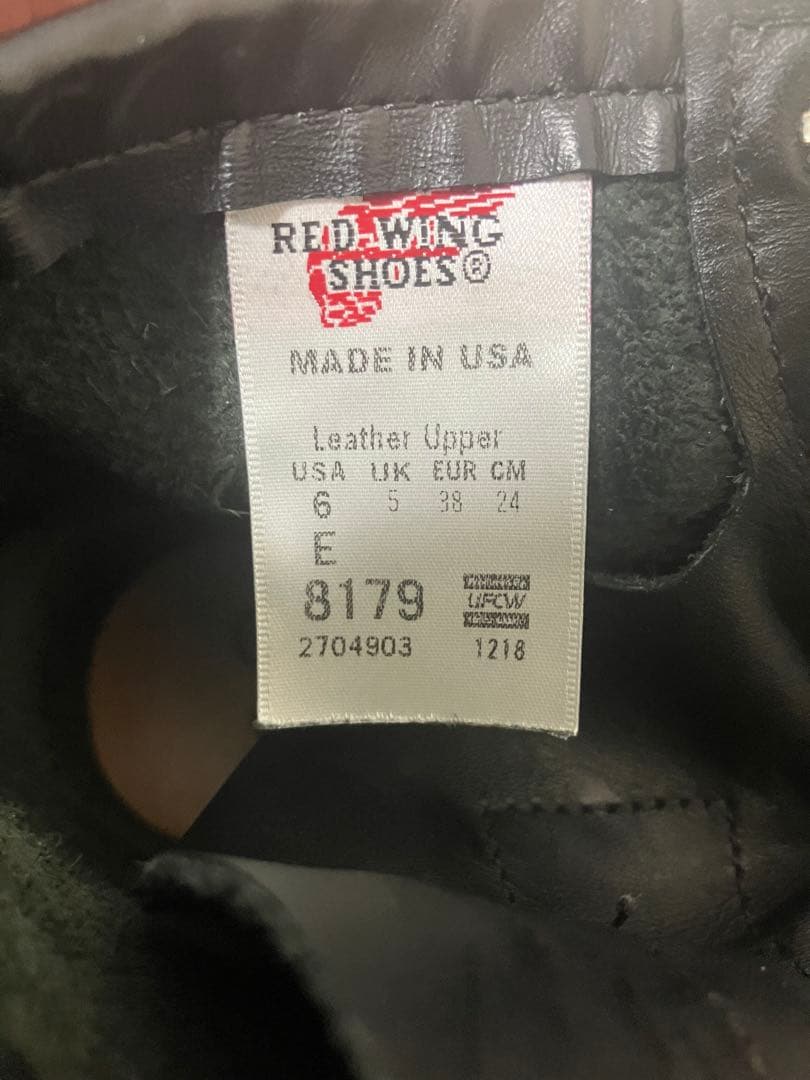 RED WING
SHOES®
MADE IN USA
Leather Upper
USA UK EUR CM
6 5 38 24
E
8179
UFCW
2704903 1218